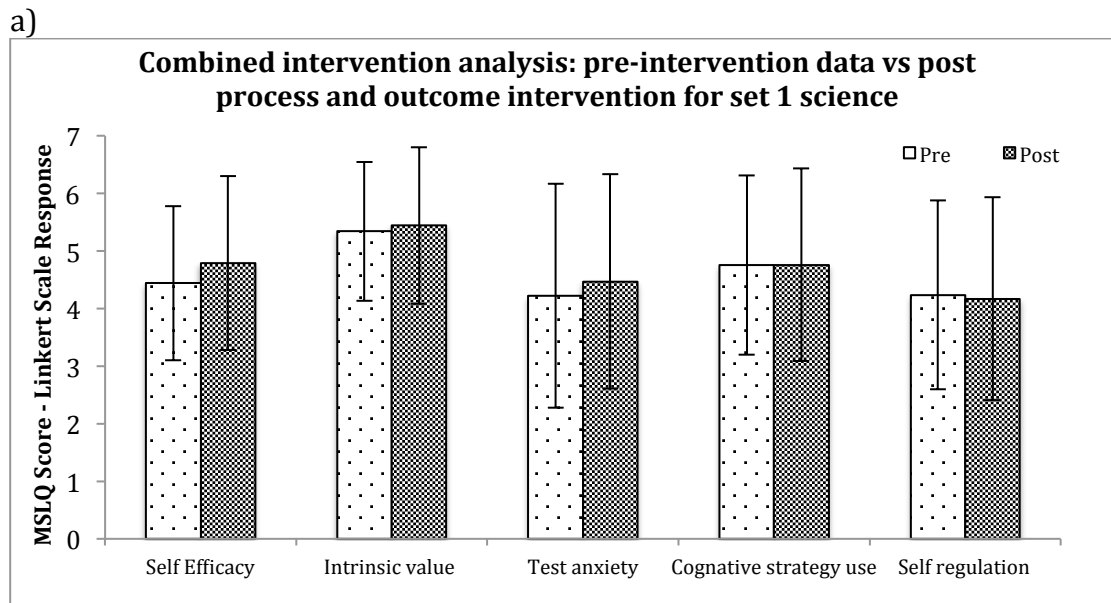 a)
Combined intervention analysis: pre-intervention data vs post
process and outcome intervention for set 1 science
MSLQ Score - Linkert Scale Response
7
6
5
4
3
2
1
0
Pre
Post
Self Efficacy
Intrinsic value
Test anxiety
Cognative strategy use
Self regulation